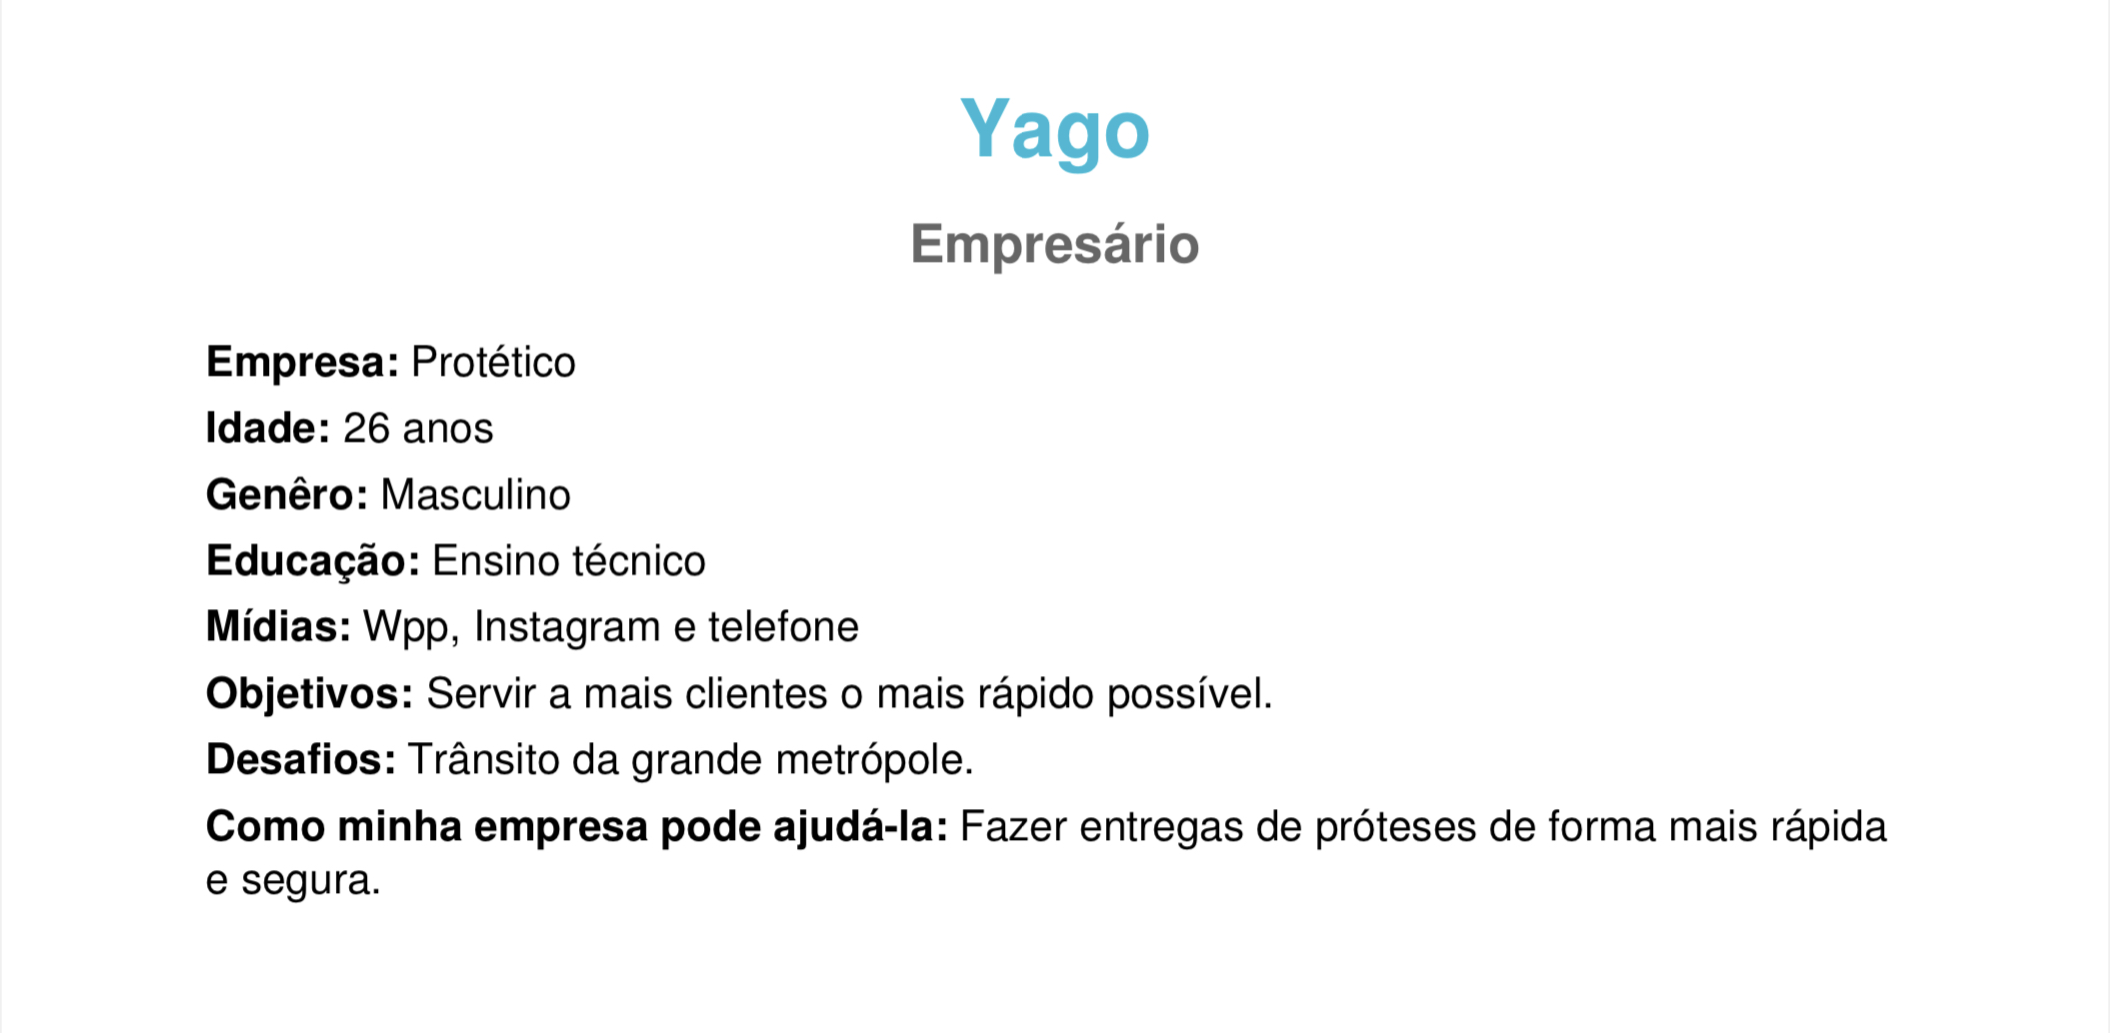 Yago
Empresário
Empresa: Protético
Idade: 26 anos
Genêro: Masculino
Educação: Ensino técnico
Mídias: Wpp, Instagram e telefone
Objetivos: Servir a mais clientes o mais rápido possível.
Desafios: Trânsito da grande metrópole.
Como minha empresa pode ajudá-la: Fazer entregas de próteses de forma mais rápida
e segura.